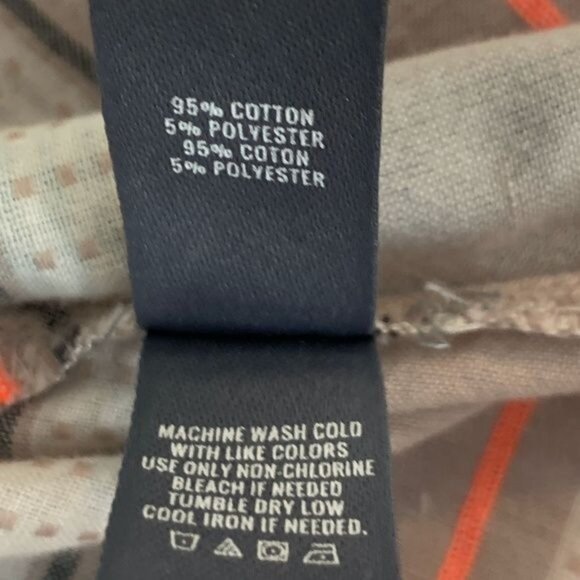 95% COTTON
5% POLYESTER
95% COTON
5% POLYESTER
MACHINE WASH COLD
WITH LIKE COLORS
USE ONLY NON-CHLORINE
BLEACH IF NEEDED
TUMBLE DRY LOW
COOL IRON IF NEEDED.